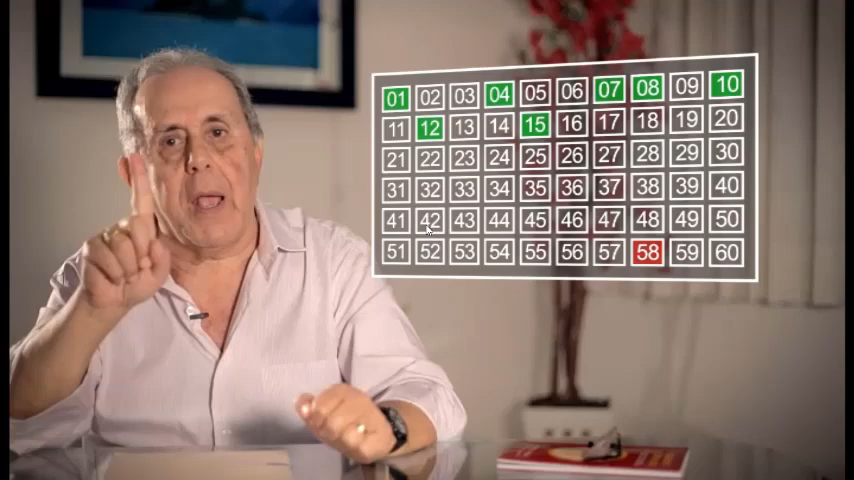 01 02 03 04 05 06 07 08 09 10
11 12 13 14 15 16 17 18 19 20
21 22 23 24 25 26 27 28 29 30
31 32 33 34 35 36 37 38 39 40
41 42 43 44 45 46 47 48 49 50
51 52 53 54 55 56 57 58 59 60